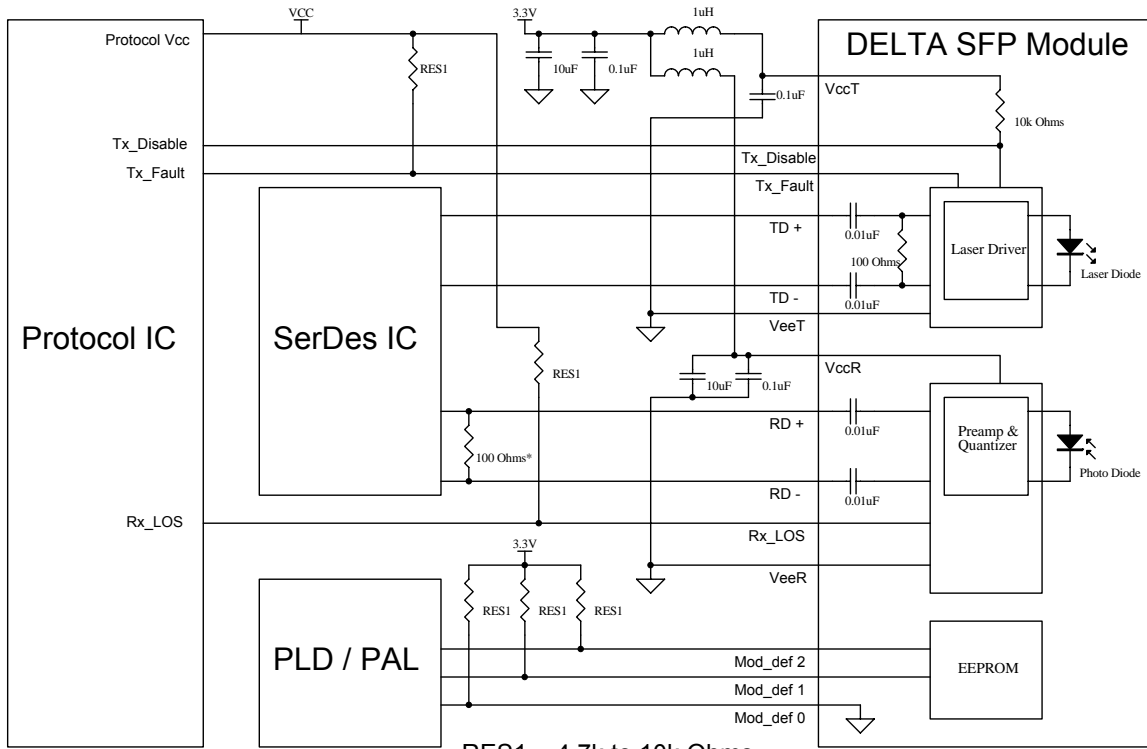 VCC
3.3V
1uH
DELTA SFP Module
Protocol Vcc
RES1
10uF
0.1uF
1uH
0.1uF
VccT
10k Ohms
Tx_Disable
Tx_Disable
Tx_Fault
Tx_Fault
TD +
0.01uF
100 Ohms
Laser Driver
Laser Diode
TD -
0.01uF
VeeT
Protocol IC
SerDes IC
RES1
10uF
0.1uF
VccR
RD +
0.01uF
Preamp &
Quantizer
100 Ohms*
Photo Diode
RD -
0.01uF
Rx_LOS
Rx_LOS
3.3V
VeeR
RES1
RES1
RES1
PLD / PAL
Mod_def 2
EEPROM
Mod_def 1
Mod_def 0